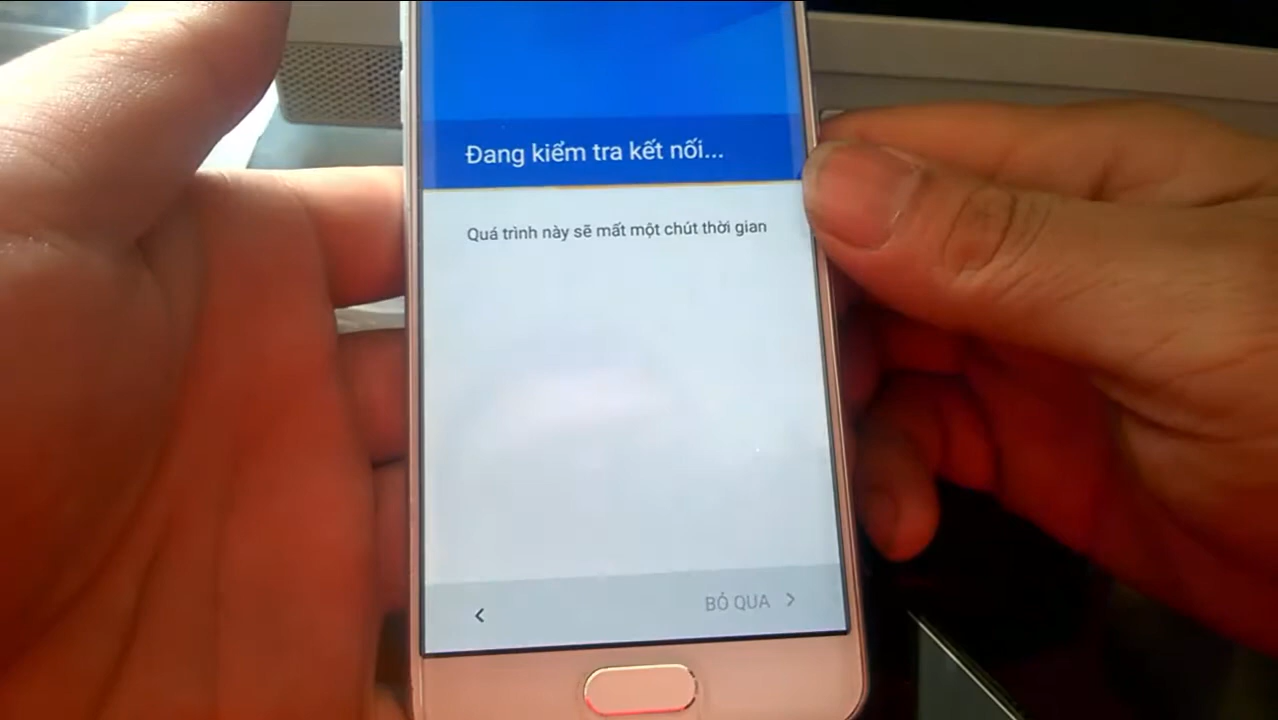 Đang kiểm tra kết nối...
Quá trình này sẽ mất một chút thời gian
BỎ QUA